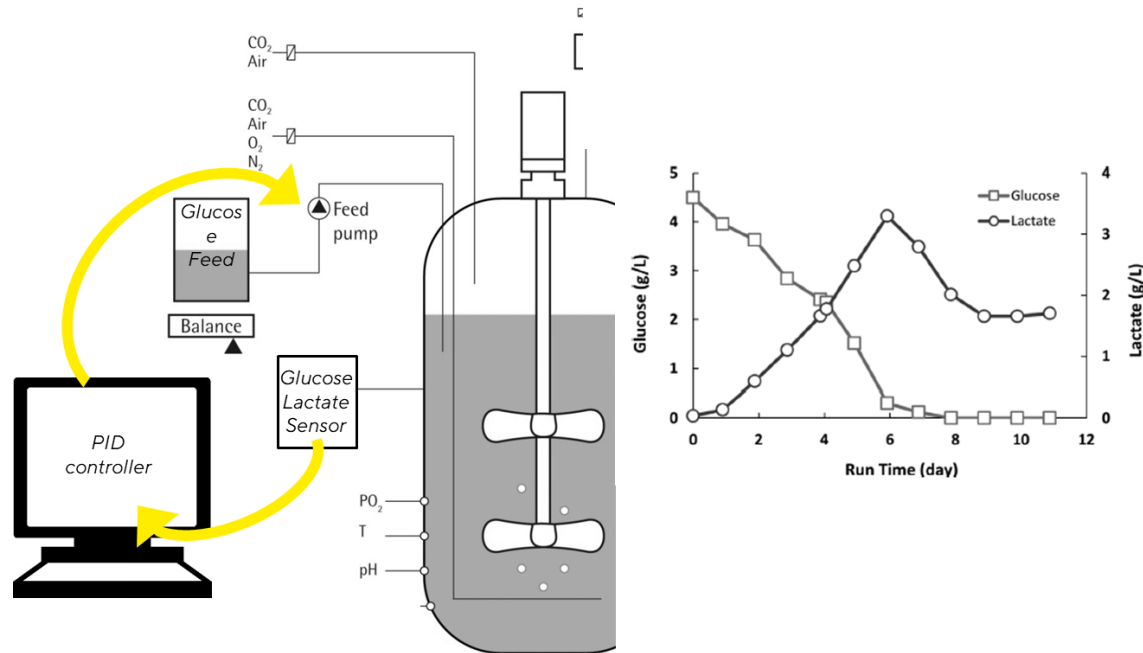 CO₂
Air
CO₂
Air
O₂
N₂
Glucos
e
Feed
Feed
pump
Balance
Glucose
Lactate
Sensor
PID
controller
PO₂
T
pH
5
4
3
2
1
0
Glucose (g/L)
Glucose
Lactate
4
3
2
1
0
Lactate (g/L)
0
2
4
6
8
10
12
Run Time (day)